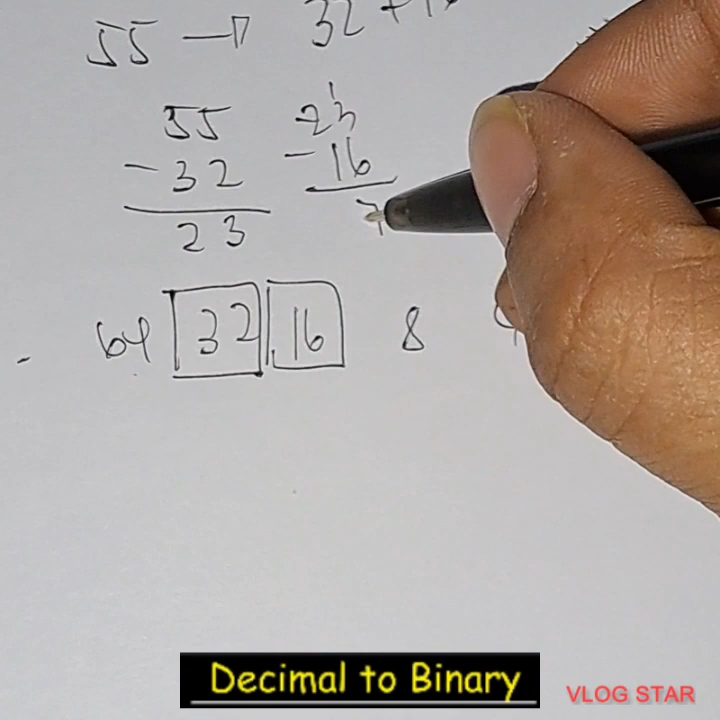 55 → 32 +
55 23
- 32 - 16
23 7
64 32 16 8
Decimal to Binary
VLOG STAR